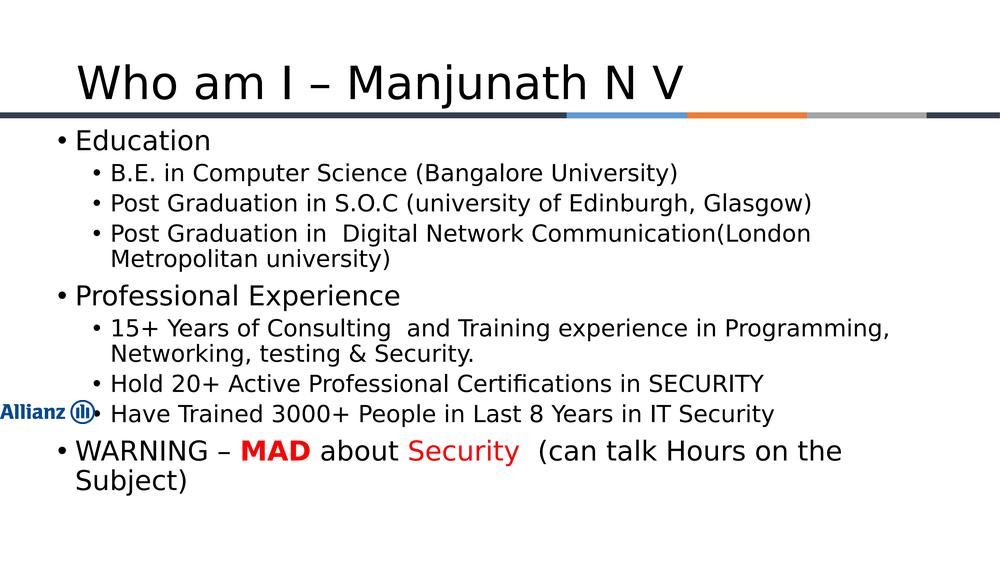 Who am I – Manjunath N V
• Education
• B.E. in Computer Science (Bangalore University)
• Post Graduation in S.O.C (university of Edinburgh, Glasgow)
• Post Graduation in  Digital Network Communication(London
Metropolitan university)
• Professional Experience
• 15+ Years of Consulting  and Training experience in Programming,
Networking, testing & Security.
• Hold 20+ Active Professional Certifications in SECURITY
Allianz
• Have Trained 3000+ People in Last 8 Years in IT Security
• WARNING – MAD about Security  (can talk Hours on the
Subject)